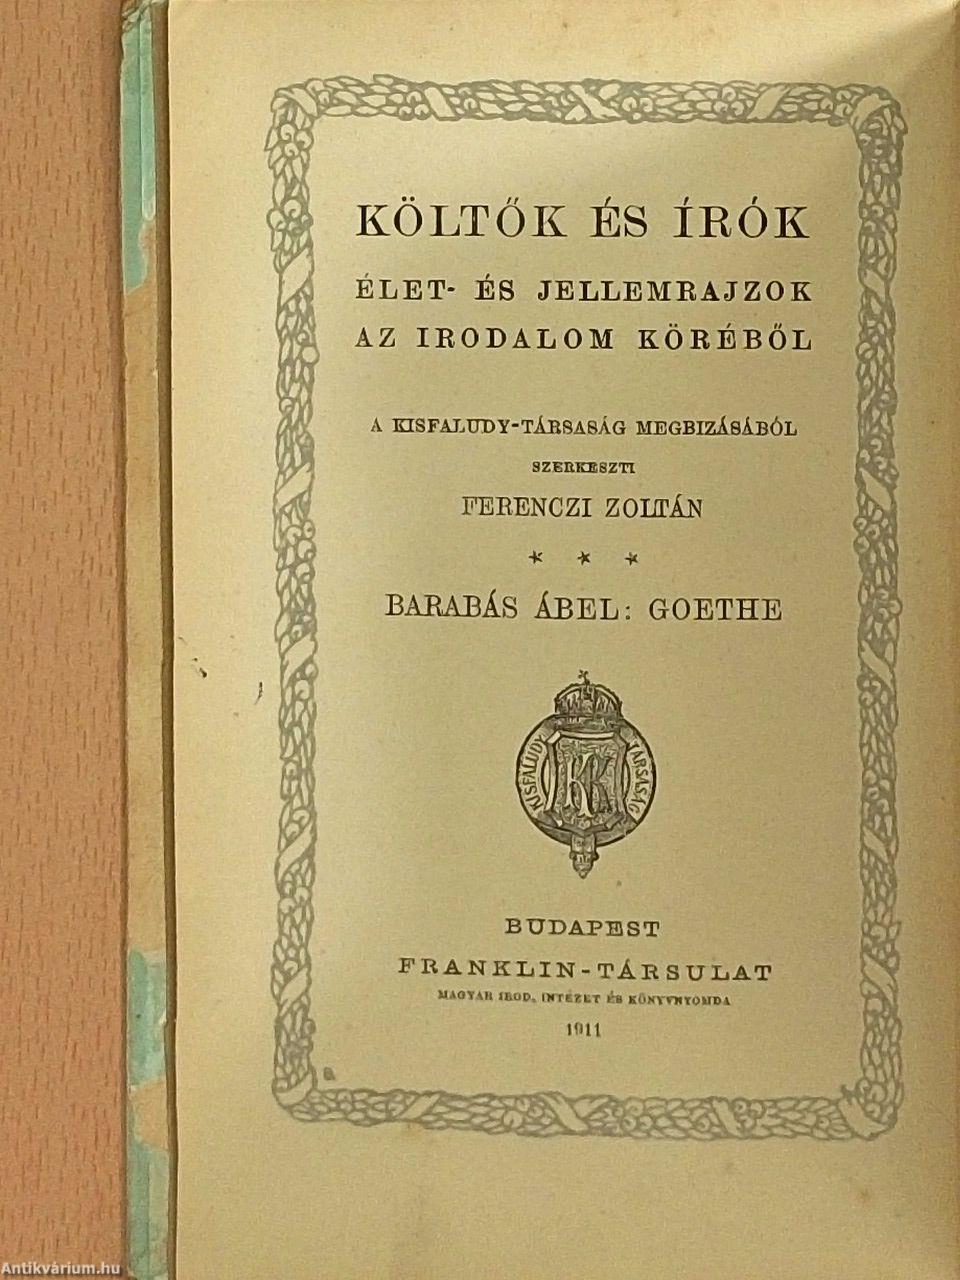 KÖLTŐK ÉS ÍRÓK
ÉLET- ÉS JELLEMRAJZOK
AZ IRODALOM KÖRÉBŐL
A KISFALUDY-TÁRSASÁG MEGBIZÁSÁBÓL
SZERKESZTI
FERENCZI ZOLTÁN
* * *
BARABÁS ÁBEL: GOETHE
KISFALUDY TÁRSASÁG
BUDAPEST
FRANKLIN-TÁRSULAT
MAGYAR IROD. INTÉZET ÉS KÖNYVNYOMDA
1911
Antikvárium.hu